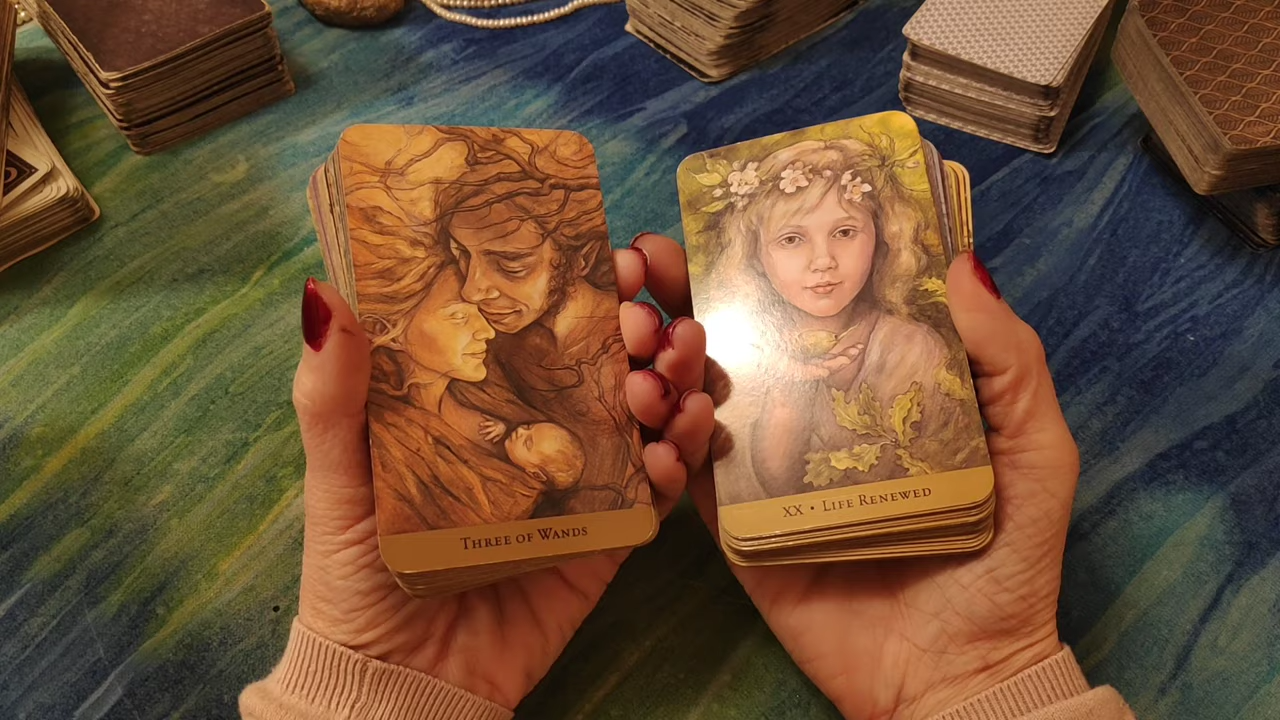 Three of Wands
XX • Life Renewed